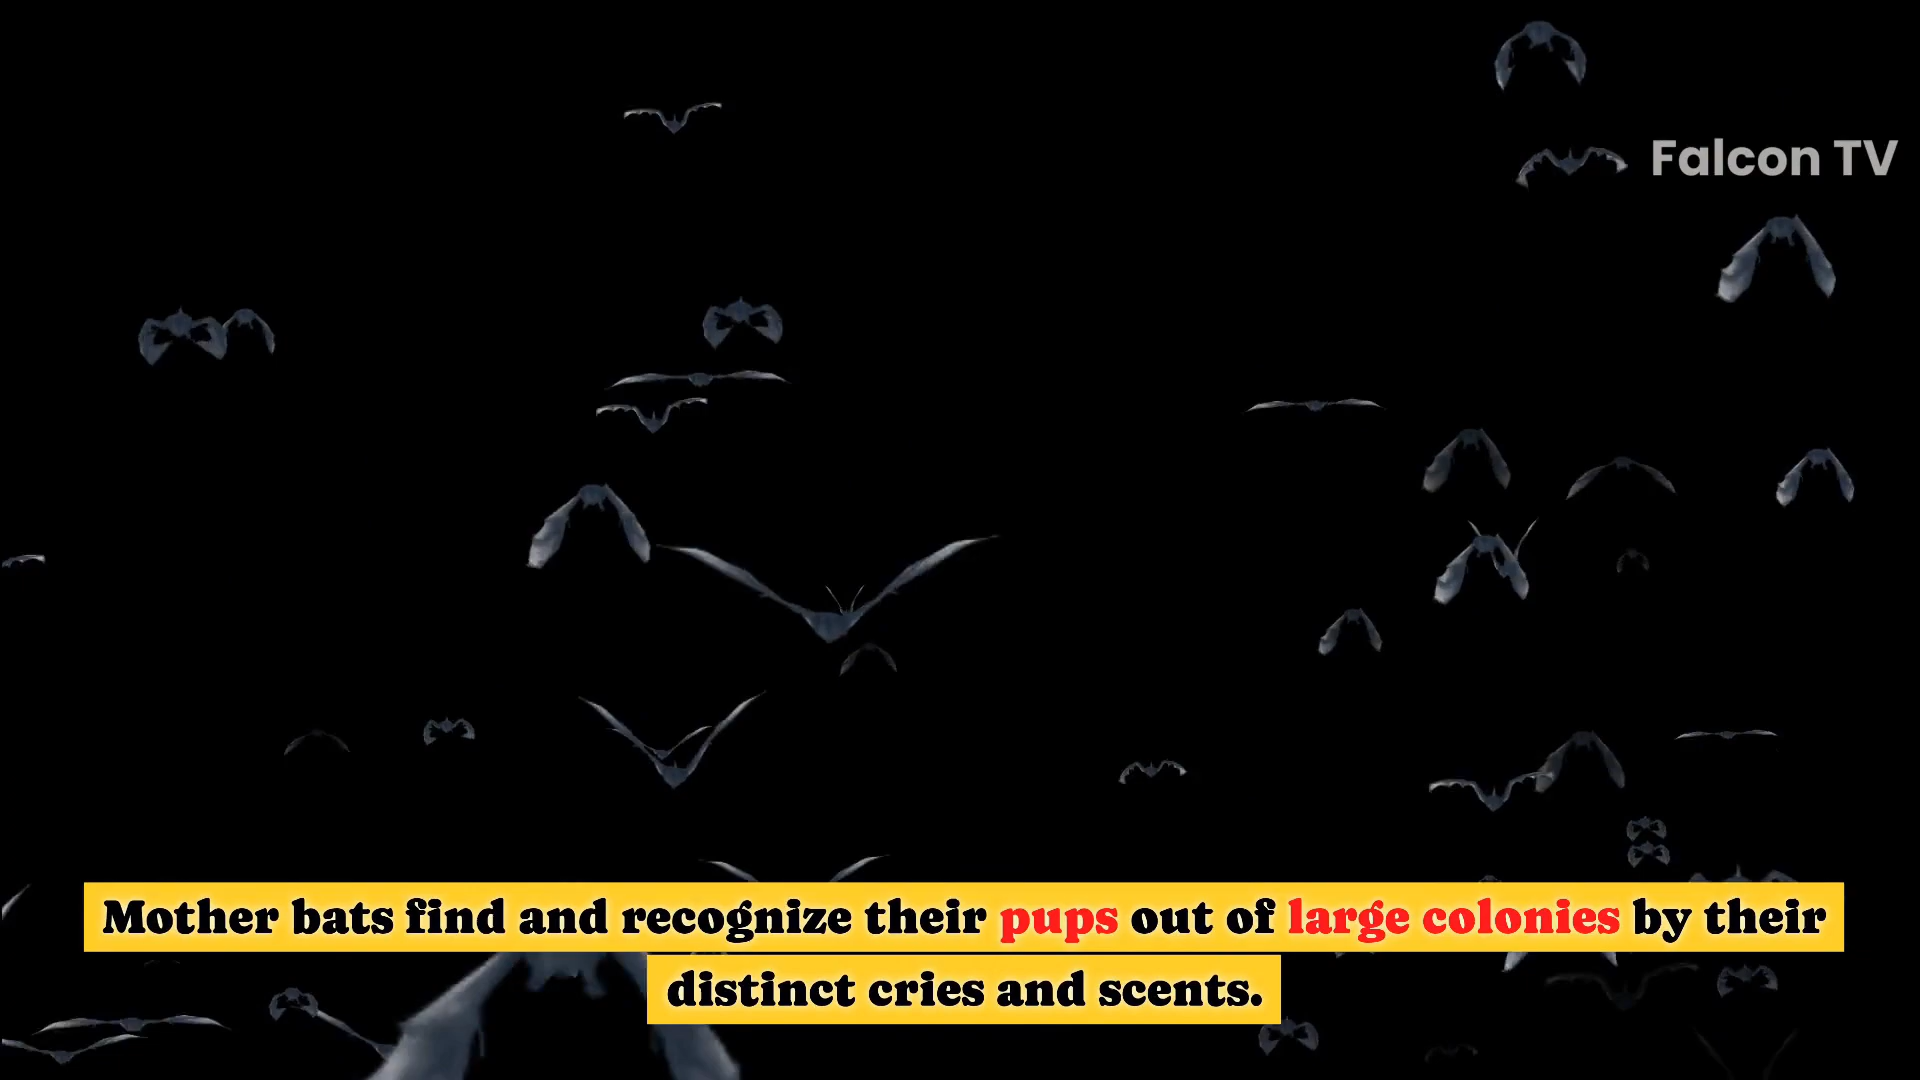 Falcon TV
Mother bats find and recognize their pups out of large colonies by their
distinct cries and scents.